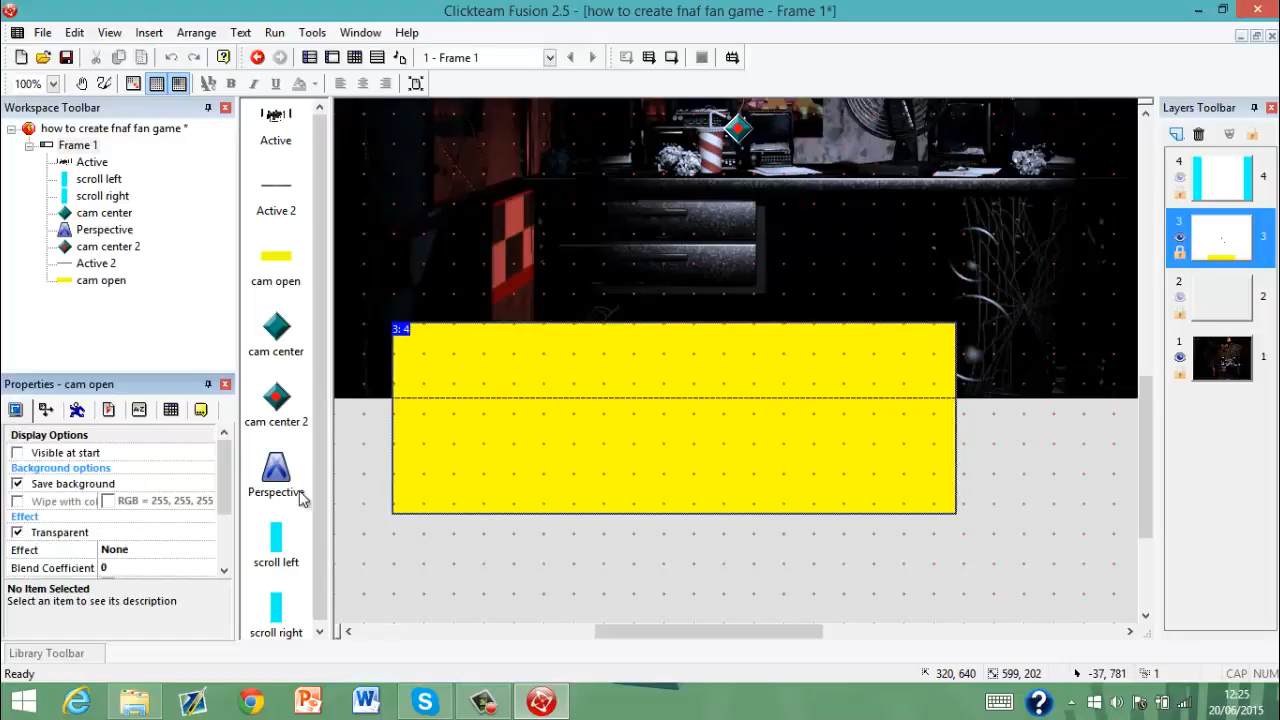 Clickteam Fusion 2.5 - [how to create fnaf fan game - Frame 1*]
File Edit View Insert Arrange Text Run Tools Window Help
1 - Frame 1
100%
B I U
Workspace Toolbar
how to create fnaf fan game *
Frame 1
Active
scroll left
scroll right
cam center
Perspective
cam center 2
Active 2
cam open
Properties - cam open
Display Options
Visible at start
Background options
Save background
Wipe with col RGB = 255, 255, 255
Effect
Transparent
Effect None
Blend Coefficient 0
No Item Selected
Select an item to see its description
Library Toolbar
Ready
Active
Active 2
cam open
cam center
cam center 2
Perspective
scroll left
scroll right
3: 4
Layers Toolbar
4 4
3 3
2 2
1 1
320, 640 599, 202 -37, 781 1 CAP NUM
12:25
20/06/2015